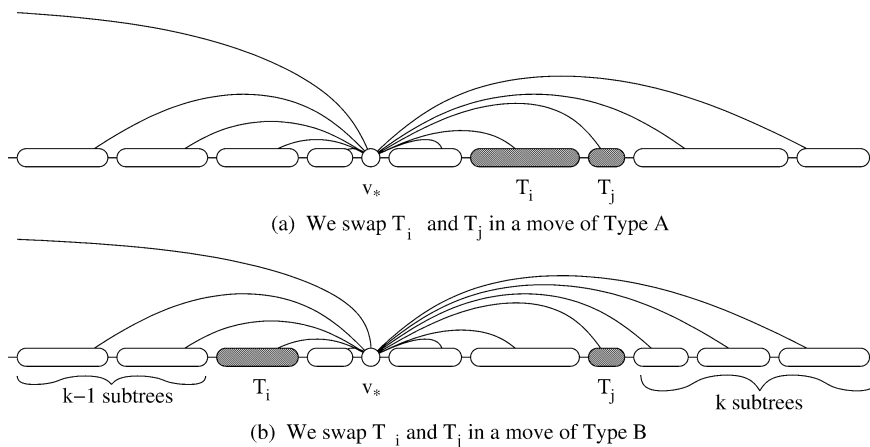 v*
Ti Tj
(a) We swap Ti and Tj in a move of Type A
k−1 subtrees
Ti
v*
Tj
k subtrees
(b) We swap T i and Tj in a move of Type B